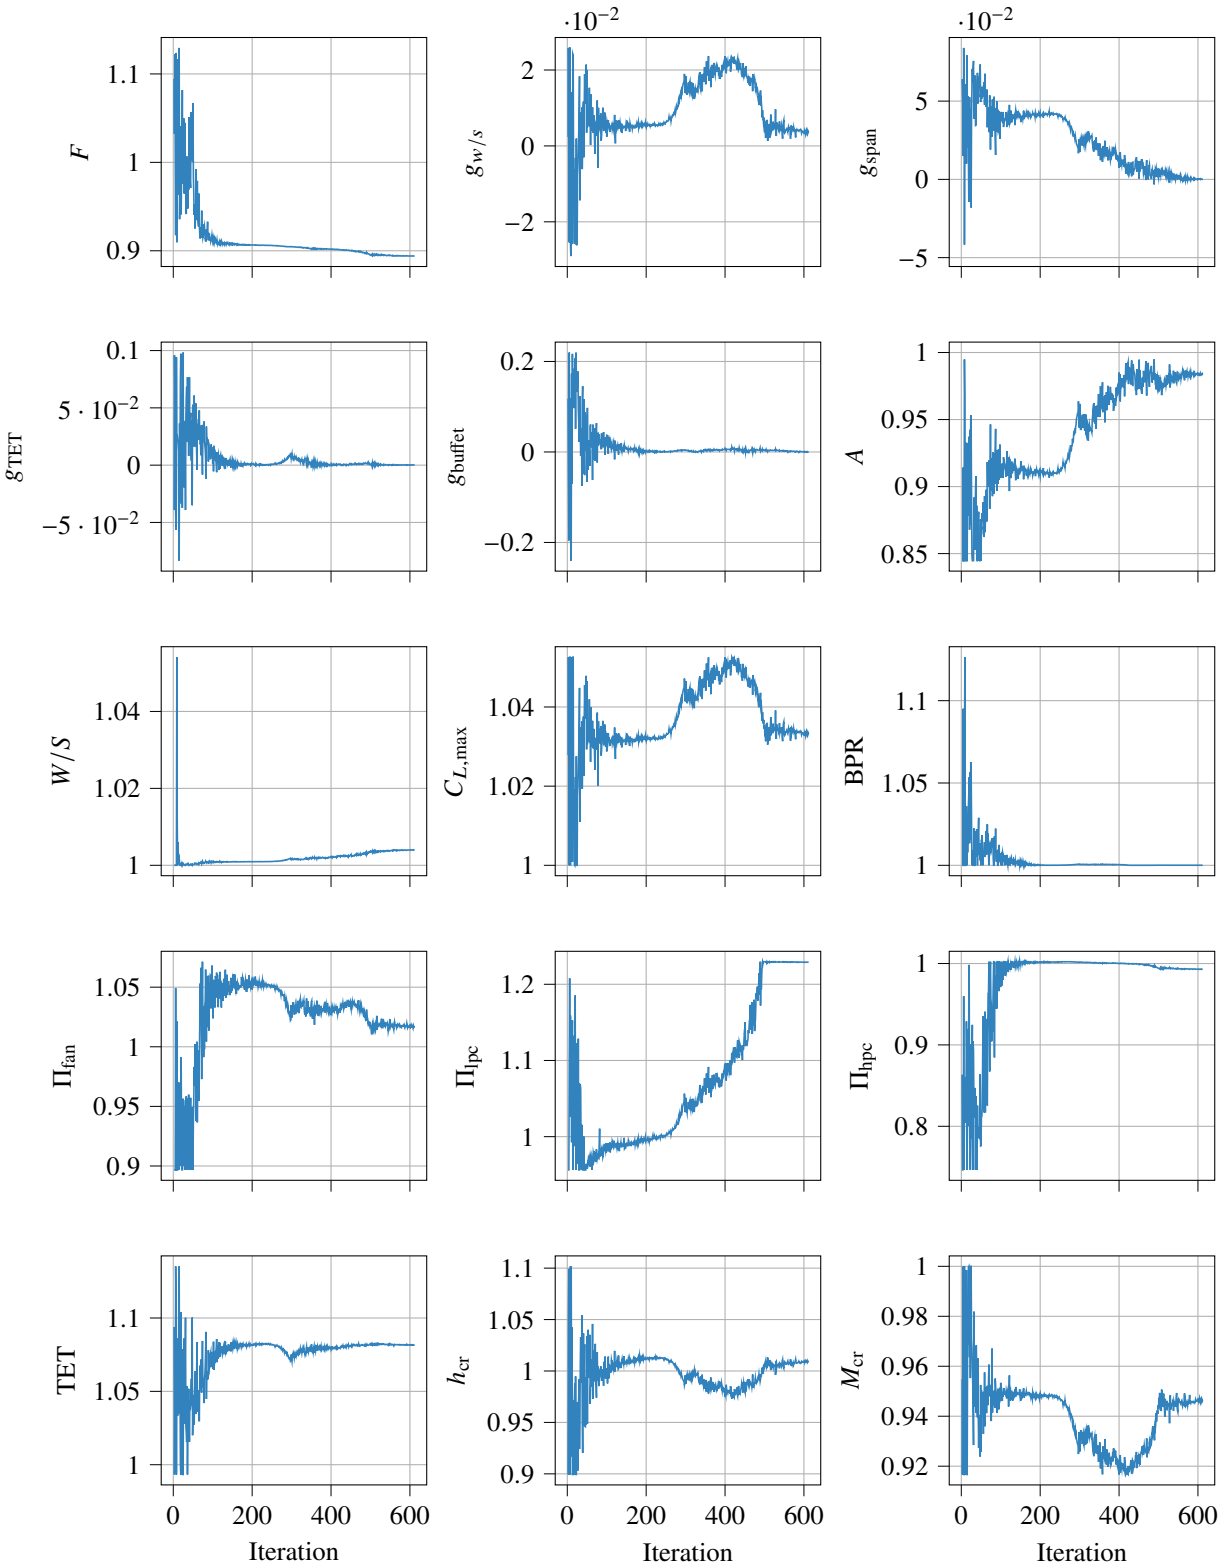 ·10⁻² ·10⁻²
F
1.1
1
0.9
g_w/s
2
0
−2
g_span
5
0
−5
g_TET
0.1
5 · 10⁻²
0
−5 · 10⁻²
g_buffet
0.2
0
−0.2
A
1
0.95
0.9
0.85
W/S
1.04
1.02
1
C_L,max
1.04
1.02
1
BPR
1.1
1.05
1
Π_fan
1.05
1
0.95
0.9
Π_lpc
1.2
1.1
1
Π_hpc
1
0.9
0.8
TET
1.1
1.05
1
h_cr
1.1
1.05
1
0.95
0.9
M_cr
1
0.98
0.96
0.94
0.92
0 200 400 600 0 200 400 600 0 200 400 600
Iteration Iteration Iteration